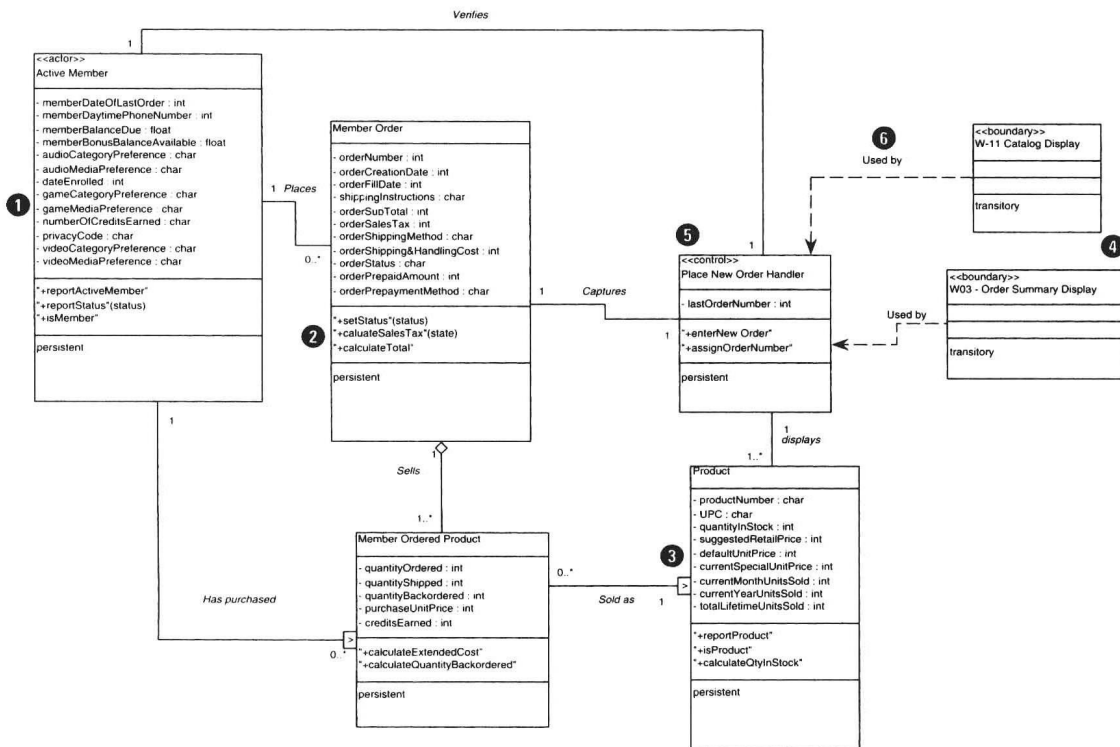 Verifies
1
<<actor>>
Active Member
- memberDateOfLastOrder : int
- memberDaytimePhoneNumber : int
- memberBalanceDue : float
- memberBonusBalanceAvailable : float
- audioCategoryPreference : char
- audioMediaPreference : char
- dateEnrolled : int
- gameCategoryPreference : char
- gameMediaPreference : char
- numberOfCreditsEarned : char
- privacyCode : char
- videoCategoryPreference : char
- videoMediaPreference : char
"+reportActiveMember"
"+reportStatus"(status)
"+isMember"
persistent
1
1
Places
0..*
Member Order
- orderNumber : int
- orderCreationDate : int
- orderFillDate : int
- shippingInstructions : char
- orderSubTotal : int
- orderSalesTax : int
- orderShippingMethod : char
- orderShipping&HandlingCost : int
- orderStatus : char
- orderPrepaidAmount : int
- orderPrepaymentMethod : char
"+setStatus"(status)
"+caluateSalesTax"(state)
"+calculateTotal"
persistent
2
1
Captures
1
5
1
<<control>>
Place New Order Handler
- lastOrderNumber : int
"+enterNew Order"
"+assignOrderNumber"
persistent
6
Used by
<<boundary>>
W-11 Catalog Display
transitory
4
Used by
<<boundary>>
W03 - Order Summary Display
transitory
1
displays
1..*
1
Sells
1..*
Member Ordered Product
- quantityOrdered : int
- quantityShipped : int
- quantityBackordered : int
- purchaseUnitPrice : int
- creditsEarned : int
"+calculateExtendedCost"
"+calculateQuantityBackordered"
persistent
1
Has purchased
0..*
>
0..*
Sold as
1
>
3
Product
- productNumber : char
- UPC : char
- quantityInStock : int
- suggestedRetailPrice : int
- defaultUnitPrice : int
- currentSpecialUnitPrice : int
- currentMonthUnitsSold : int
- currentYearUnitsSold : int
- totalLifetimeUnitsSold : int
"+reportProduct"
"+isProduct"
"+calculateQtyInStock"
persistent